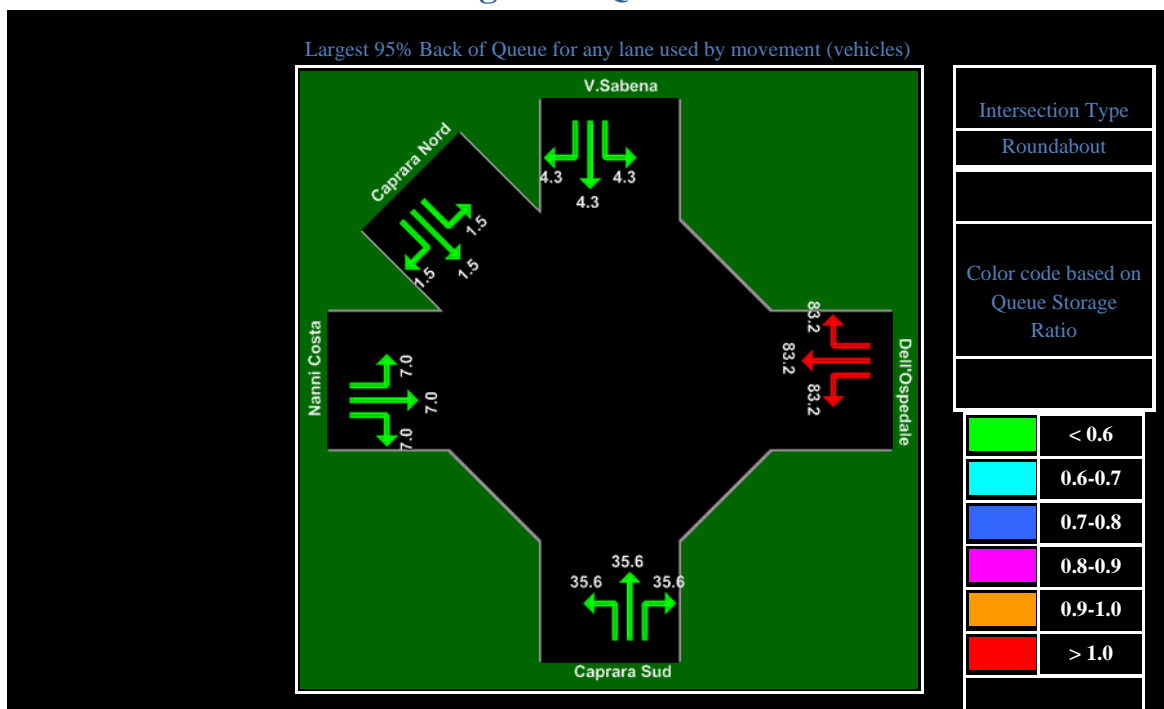 Largest 95% Back of Queue for any lane used by movement (vehicles)
V.Sabena
4.3
4.3
4.3
Caprara Nord
1.5
1.5
1.5
Nanni Costa
7.0
7.0
7.0
83.2
83.2
83.2
Dell'Ospedale
35.6
35.6
35.6
Caprara Sud
Intersection Type
Roundabout
Color code based on
Queue Storage
Ratio
< 0.6
0.6-0.7
0.7-0.8
0.8-0.9
0.9-1.0
> 1.0